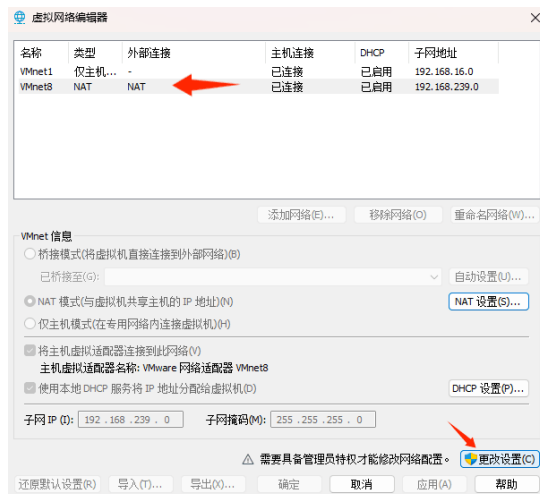 虚拟网络编辑器
名称 类型 外部连接 主机连接 DHCP 子网地址
VMnet1 仅主机... - 已连接 已启用 192.168.16.0
VMnet8 NAT NAT 已连接 已启用 192.168.239.0
添加网络(E)... 移除网络(O) 重命名网络(W)...
VMnet 信息
桥接模式(将虚拟机直接连接到外部网络)(B)
已桥接至(G): 自动设置(U)...
NAT 模式(与虚拟机共享主机的 IP 地址)(N) NAT 设置(S)...
仅主机模式(在专用网络内连接虚拟机)(H)
将主机虚拟适配器连接到此网络(V)
主机虚拟适配器名称: VMware 网络适配器 VMnet8
使用本地 DHCP 服务将 IP 地址分配给虚拟机(D) DHCP 设置(P)...
子网 IP (I): 192 . 168 . 239 . 0 子网掩码(M): 255 . 255 . 255 . 0
需要具备管理员特权才能修改网络配置。 更改设置(C)
还原默认设置(R) 导入(T)... 导出(X)... 确定 取消 应用(A) 帮助